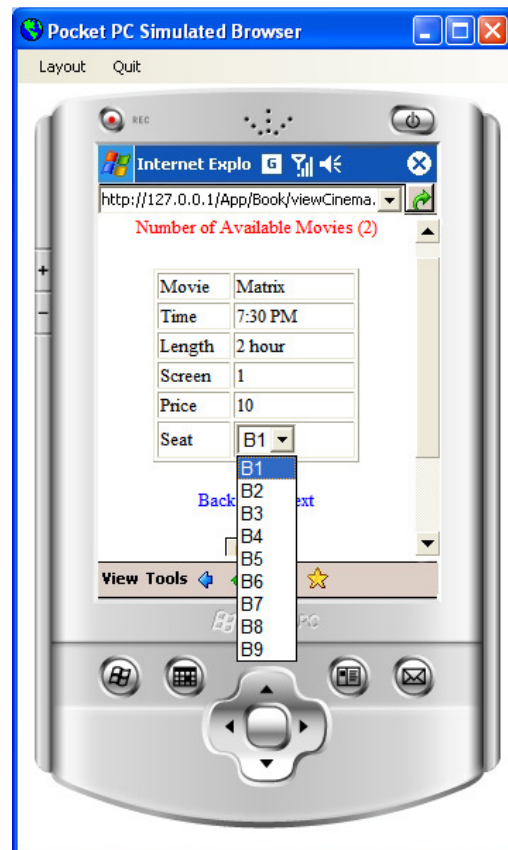 Pocket PC Simulated Browser
Layout Quit
REC
Internet Explo G
http://127.0.0.1/App/Book/viewCinema.
Number of Available Movies (2)
+
Movie Matrix
Time 7:30 PM
Length 2 hour
Screen 1
Price 10
–
Seat B1
B1
B2
B3
B4
B5
B6
B7
B8
B9
View Tools